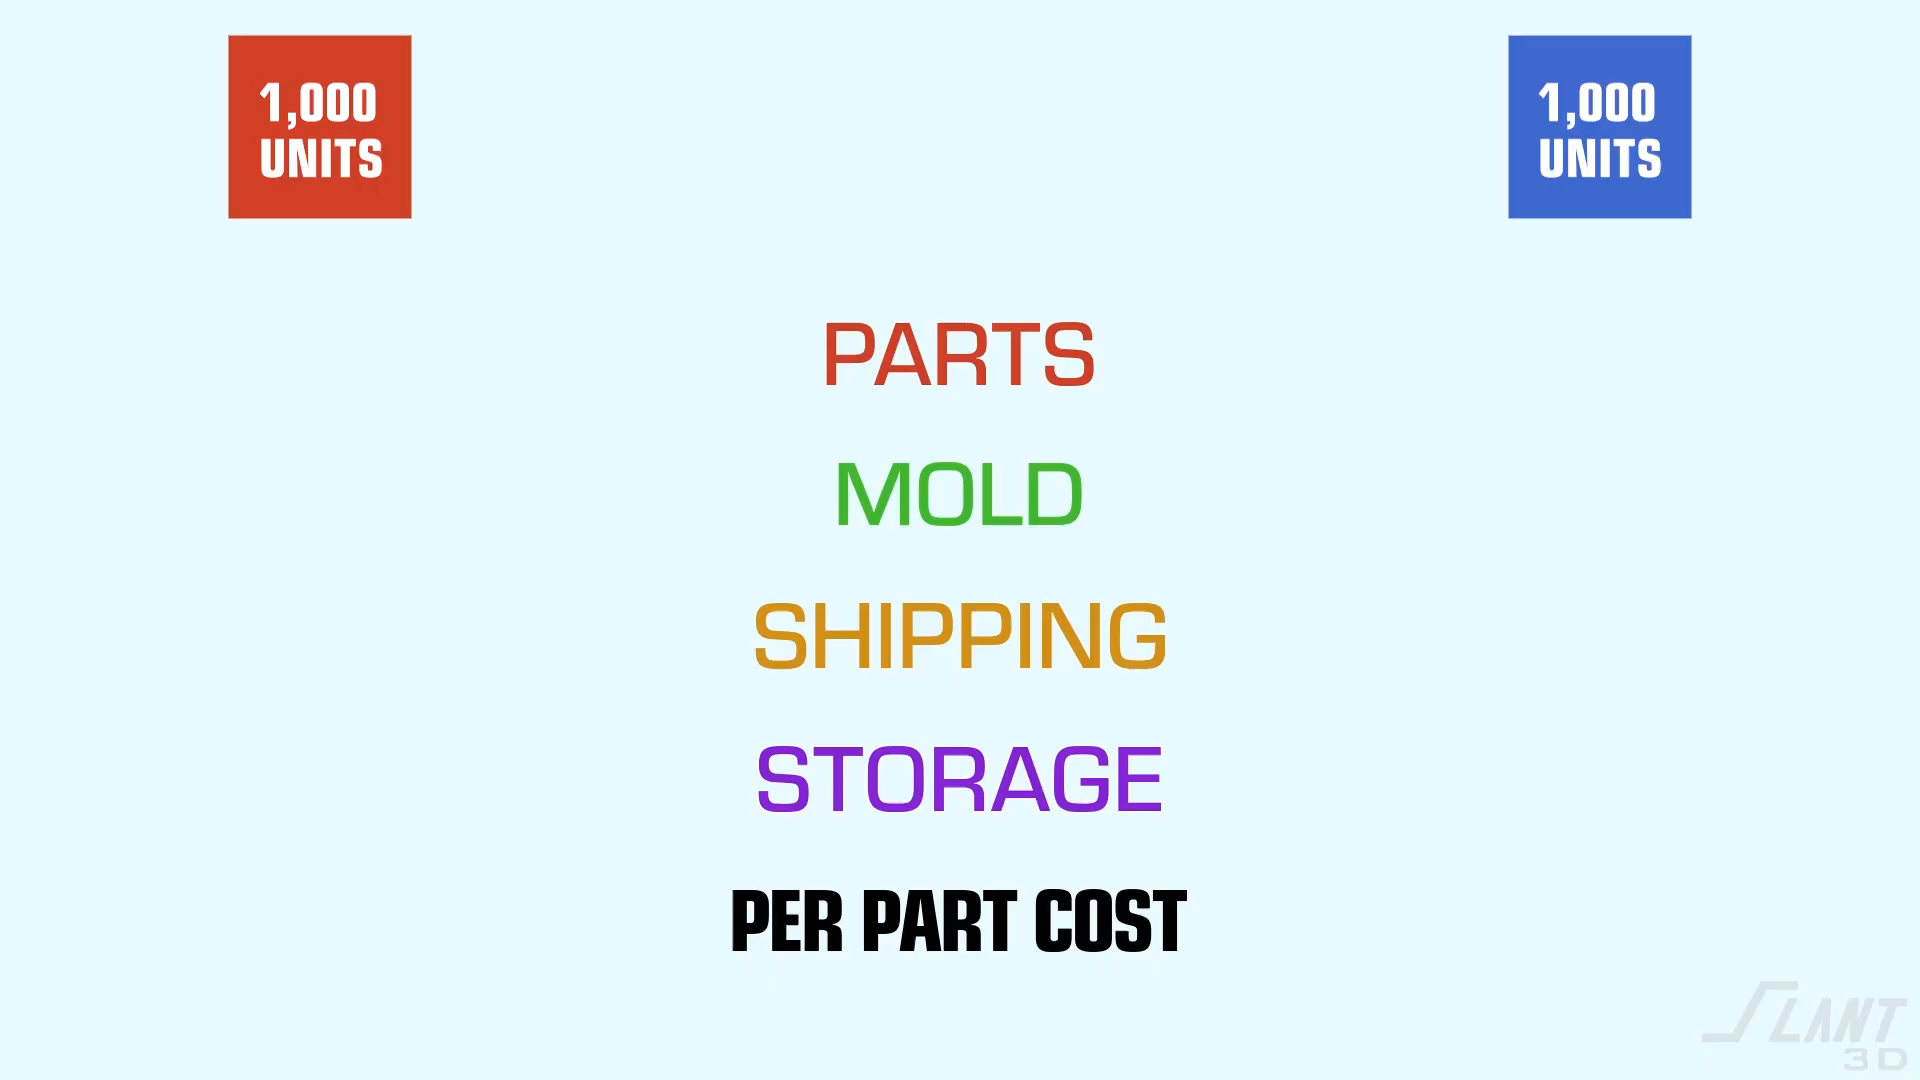 1,000
UNITS
1,000
UNITS
PARTS
MOLD
SHIPPING
STORAGE
PER PART COST
SLANT
3D